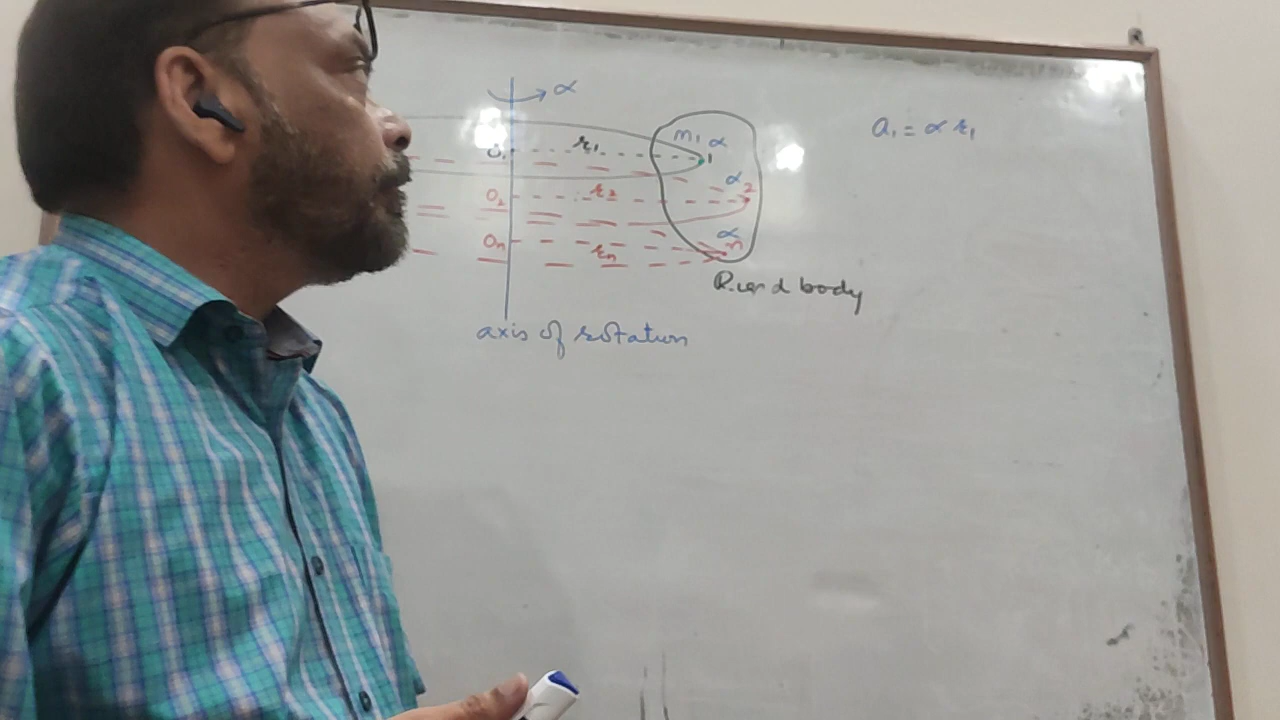 α
a₁ = α r₁
m₁ α
r₁
1
O₁
α
O₂ r₂ 2
α
Oₙ rₙ n
Rigid body
axis of rotation